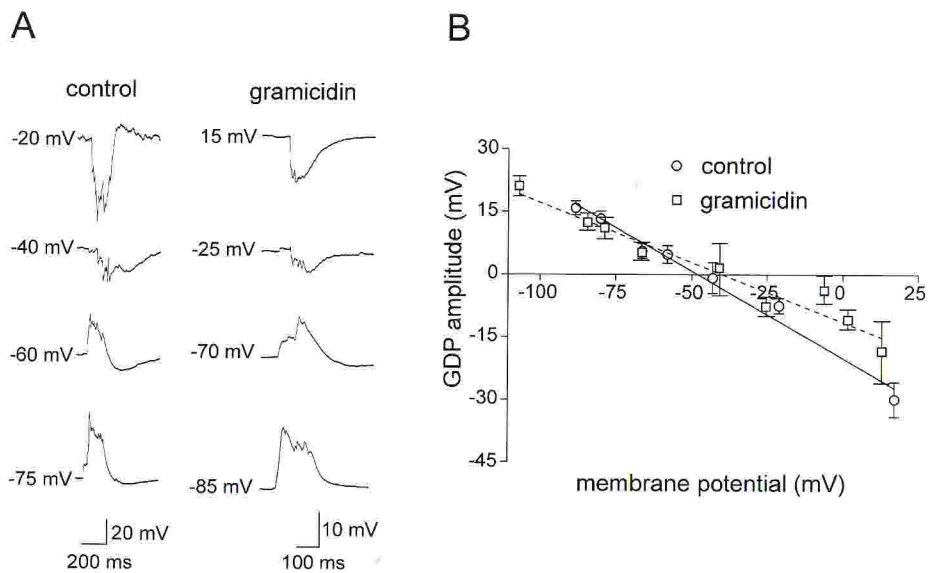 A
control
gramicidin
-20 mV
15 mV
-40 mV
-25 mV
-60 mV
-70 mV
-75 mV
-85 mV
20 mV
200 ms
10 mV
100 ms
B
30
15
0
-15
-30
-45
GDP amplitude (mV)
-100
-75
-50
-25
0
25
membrane potential (mV)
control
gramicidin